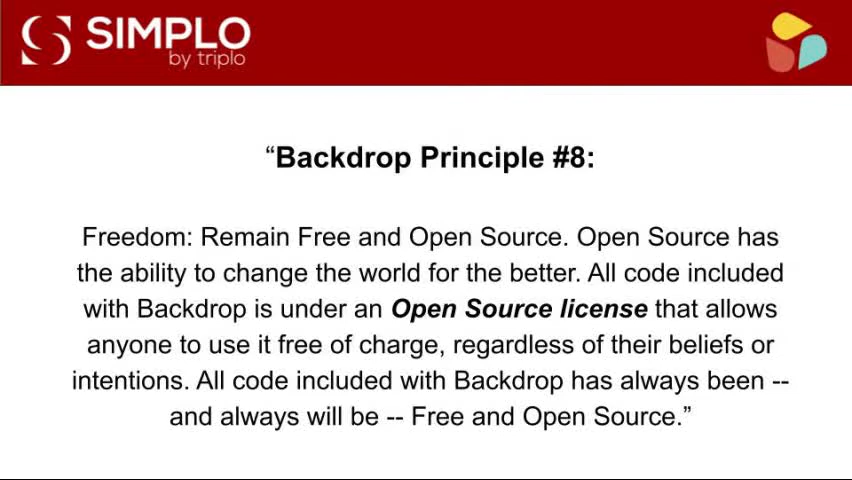 SIMPLO
by triplo
“Backdrop Principle #8:
Freedom: Remain Free and Open Source. Open Source has
the ability to change the world for the better. All code included
with Backdrop is under an Open Source license that allows
anyone to use it free of charge, regardless of their beliefs or
intentions. All code included with Backdrop has always been --
and always will be -- Free and Open Source.”